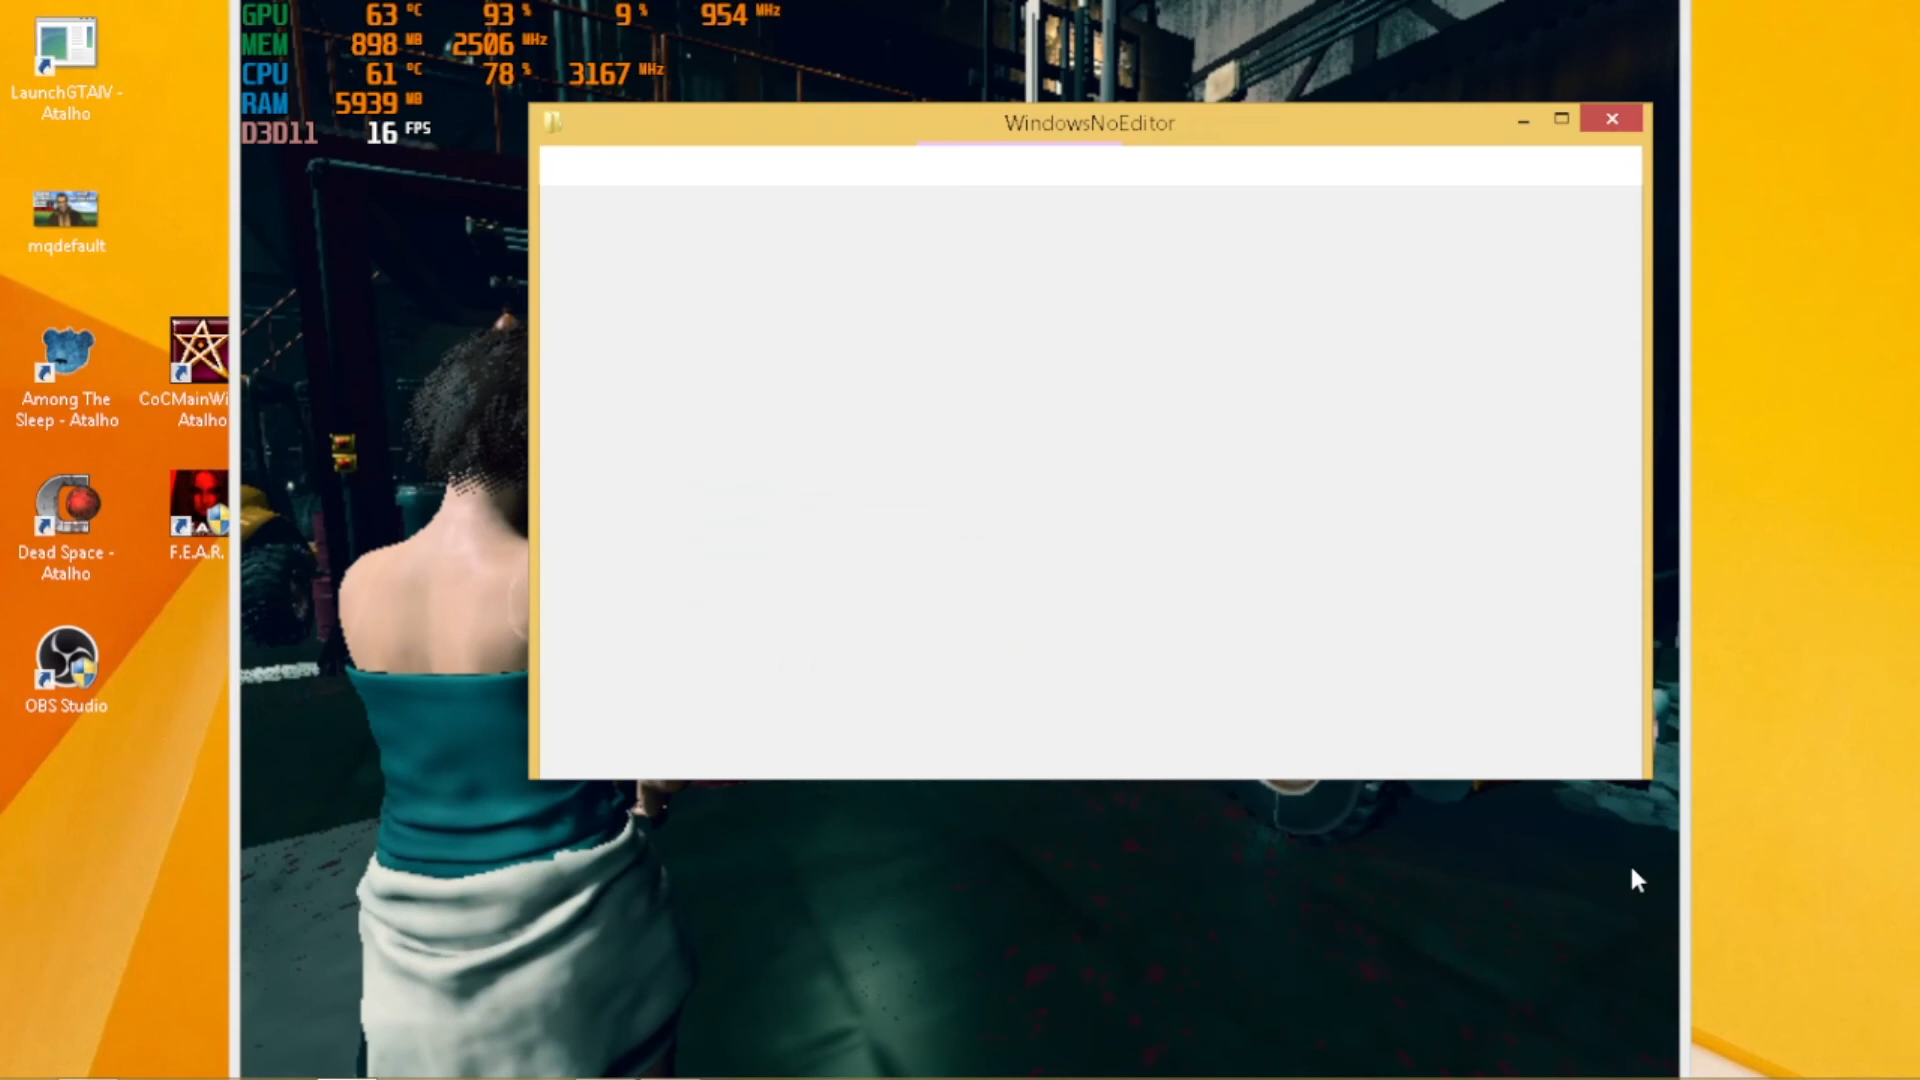 GPU 63 °C 93 % 9 % 954 MHz
MEM 898 MB 2506 MHz
CPU 61 °C 78 % 3167 MHz
RAM 5939 MB
D3D11 16 FPS
WindowsNoEditor
LaunchGTAIV - Atalho
mqdefault
Among The Sleep - Atalho
CoCMainWi
Atalho
Dead Space - Atalho
F.E.A.R.
OBS Studio